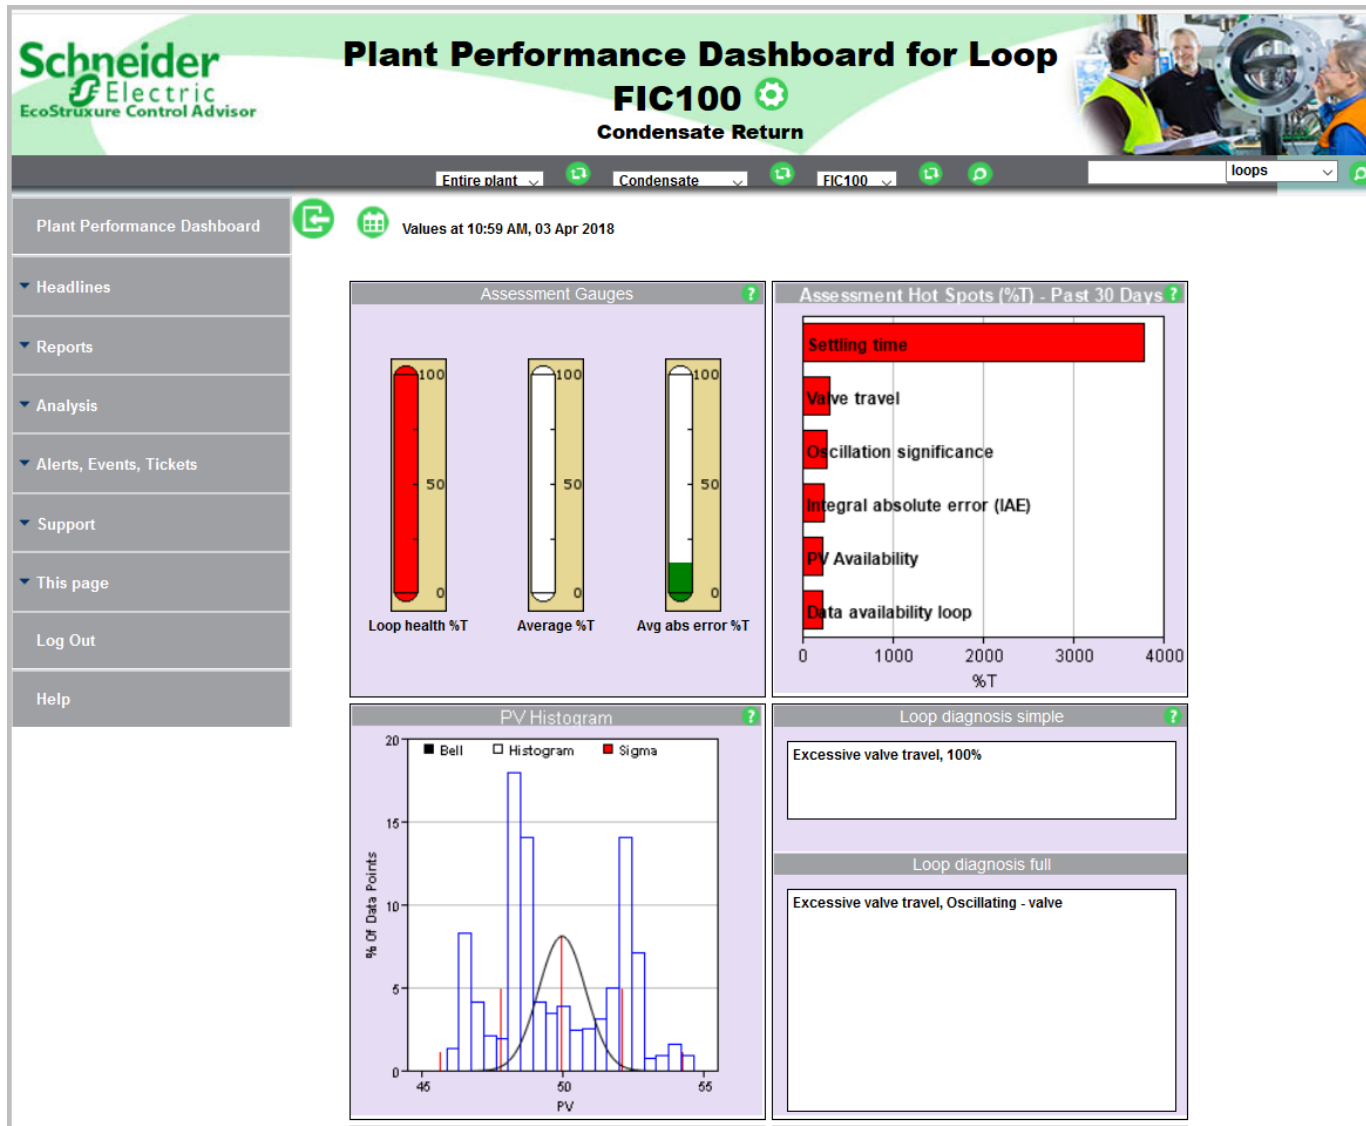 Schneider
Electric
EcoStruxure Control Advisor
Plant Performance Dashboard for Loop
FIC100
Condensate Return
Entire plant
Condensate
FIC100
loops
Plant Performance Dashboard
Headlines
Reports
Analysis
Alerts, Events, Tickets
Support
This page
Log Out
Help
Values at 10:59 AM, 03 Apr 2018
Assessment Gauges ?
100
50
0
100
50
0
100
50
0
Loop health %T
Average %T
Avg abs error %T
Assessment Hot Spots (%T) - Past 30 Days ?
Settling time
Valve travel
Oscillation significance
Integral absolute error (IAE)
PV Availability
Data availability loop
0 1000 2000 3000 4000
%T
PV Histogram ?
Bell Histogram Sigma
20
15
10
5
0
% Of Data Points
45 50 55
PV
Loop diagnosis simple ?
Excessive valve travel, 100%
Loop diagnosis full
Excessive valve travel, Oscillating - valve